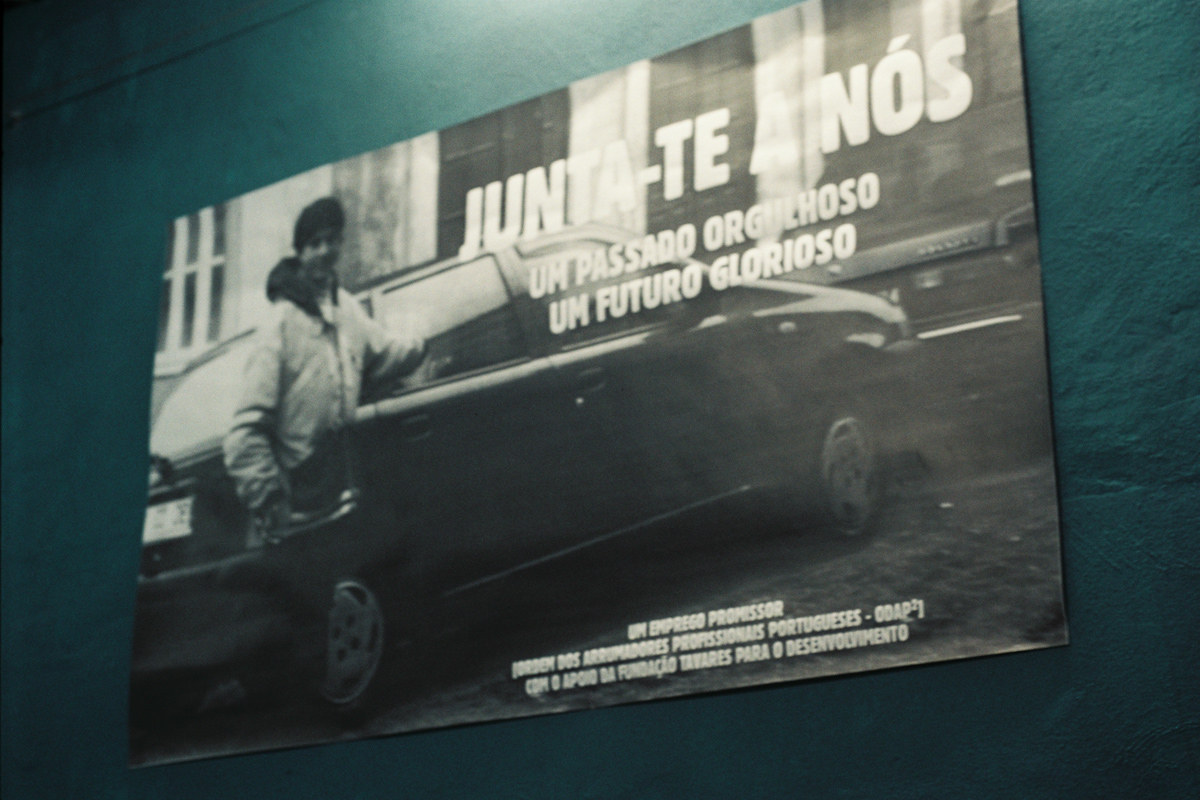 JUNTA-TE A NÓS
UM PASSADO ORGULHOSO
UM FUTURO GLORIOSO
UM EMPREGO PROMISSOR
[ORDEM DOS ARRUMADORES PROFISSIONAIS PORTUGUESES - ODAP²]
COM O APOIO DA FUNDAÇÃO TAVARES PARA O DESENVOLVIMENTO